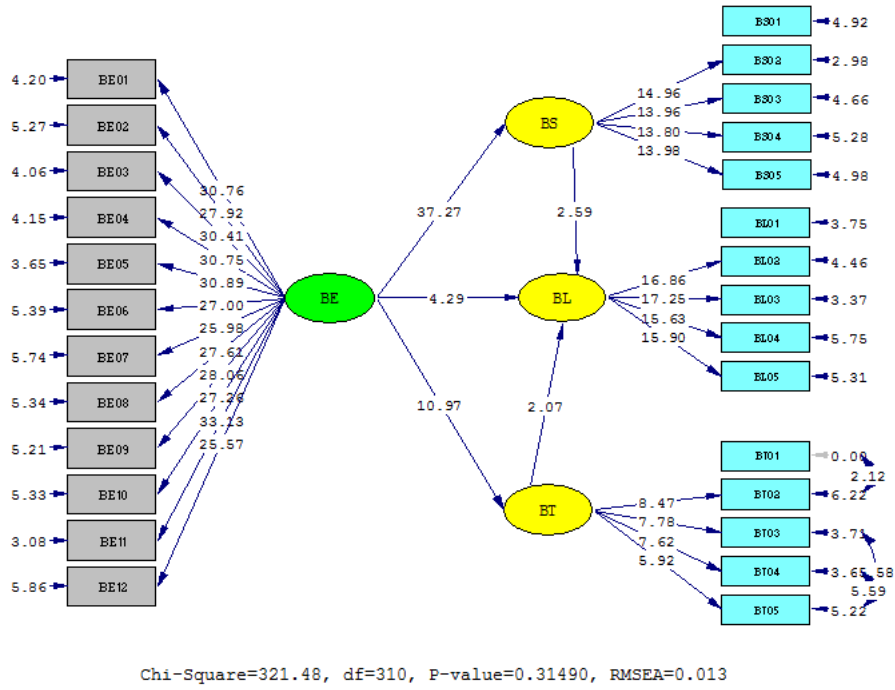 4.20 BE01
5.27 BE02
4.06 BE03
4.15 BE04
3.65 BE05
5.39 BE06
5.74 BE07
5.34 BE08
5.21 BE09
5.33 BE10
3.08 BE11
5.86 BE12
30.76
27.92
30.41
30.75
30.89
27.00
25.98
27.61
28.06
27.26
33.13
25.57
BE
37.27
4.29
10.97
BS
2.59
BL
2.07
BT
14.96
13.96
13.80
13.98
16.86
17.25
15.63
15.90
8.47
7.78
7.62
5.92
BS01 4.92
BS02 2.98
BS03 4.66
BS04 5.28
BS05 4.98
BL01 3.75
BL02 4.46
BL03 3.37
BL04 5.75
BL05 5.31
BT01 0.00
2.12
BT02 6.22
BT03 3.71
BT04 3.65
.58
5.59
BT05 5.22
Chi-Square=321.48, df=310, P-value=0.31490, RMSEA=0.013